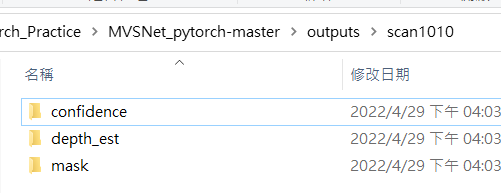 rch_Practice > MVSNet_pytorch-master > outputs > scan1010
名稱 修改日期
confidence 2022/4/29 下午 04:03
depth_est 2022/4/29 下午 04:03
mask 2022/4/29 下午 04:03